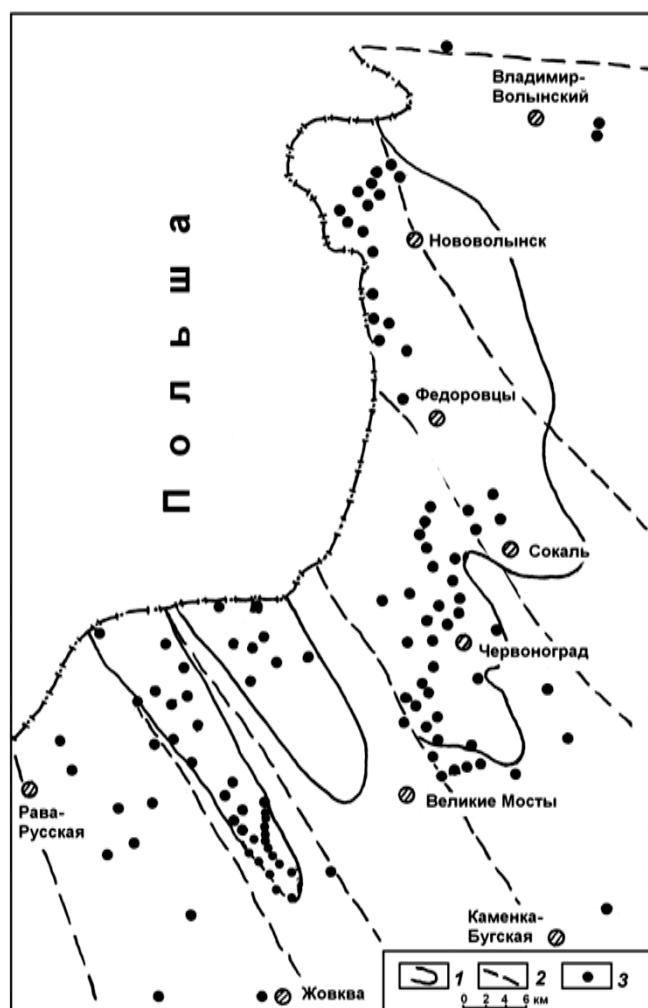 Владимир-
Волынский
Польша
Нововолынск
Федоровцы
Сокаль
Червоноград
Рава-
Русская
Великие Мосты
Каменка-
Бугская
Жовква
1 2 3
0 2 4 6 км